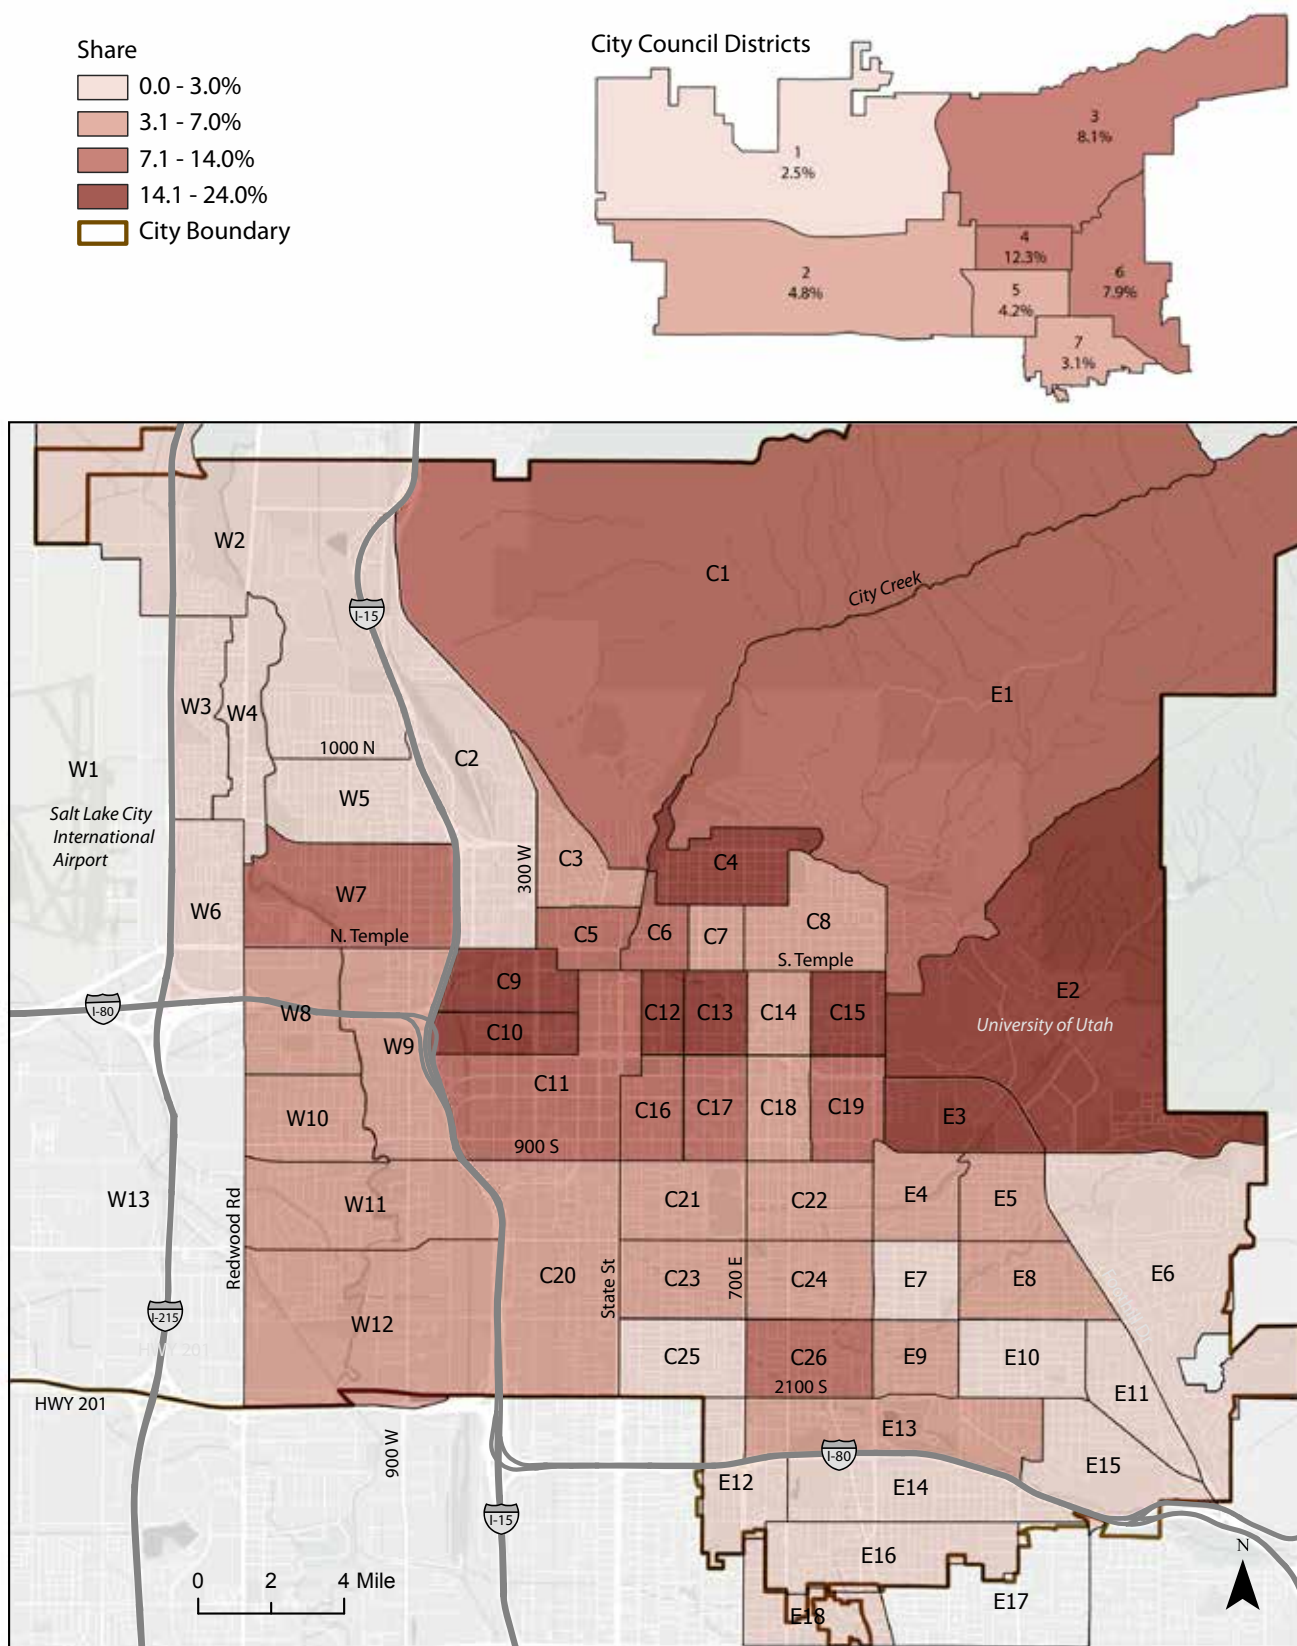 Share
0.0 - 3.0%
3.1 - 7.0%
7.1 - 14.0%
14.1 - 24.0%
City Boundary
City Council Districts
1
2.5%
2
4.8%
3
8.1%
4
12.3%
5
4.2%
6
7.9%
7
3.1%
W2
C1
City Creek
I-15
E1
W3
W4
1000 N
C2
W1
W5
Salt Lake City
International
Airport
300 W
C3
C4
W7
W6
N. Temple
C5
C6
C7
C8
S. Temple
C9
E2
University of Utah
I-80
W8
C10
C12
C13
C14
C15
W9
C11
W10
C16
C17
C18
C19
E3
900 S
W13
Redwood Rd
W11
C21
C22
E4
E5
C20
State St
C23
700 E
C24
E7
E8
E6
I-215
W12
HWY 201
C25
C26
E9
E10
2100 S
E11
HWY 201
900 W
E13
I-80
E12
E14
E15
I-15
E16
N
0 2 4 Mile
E18
E17